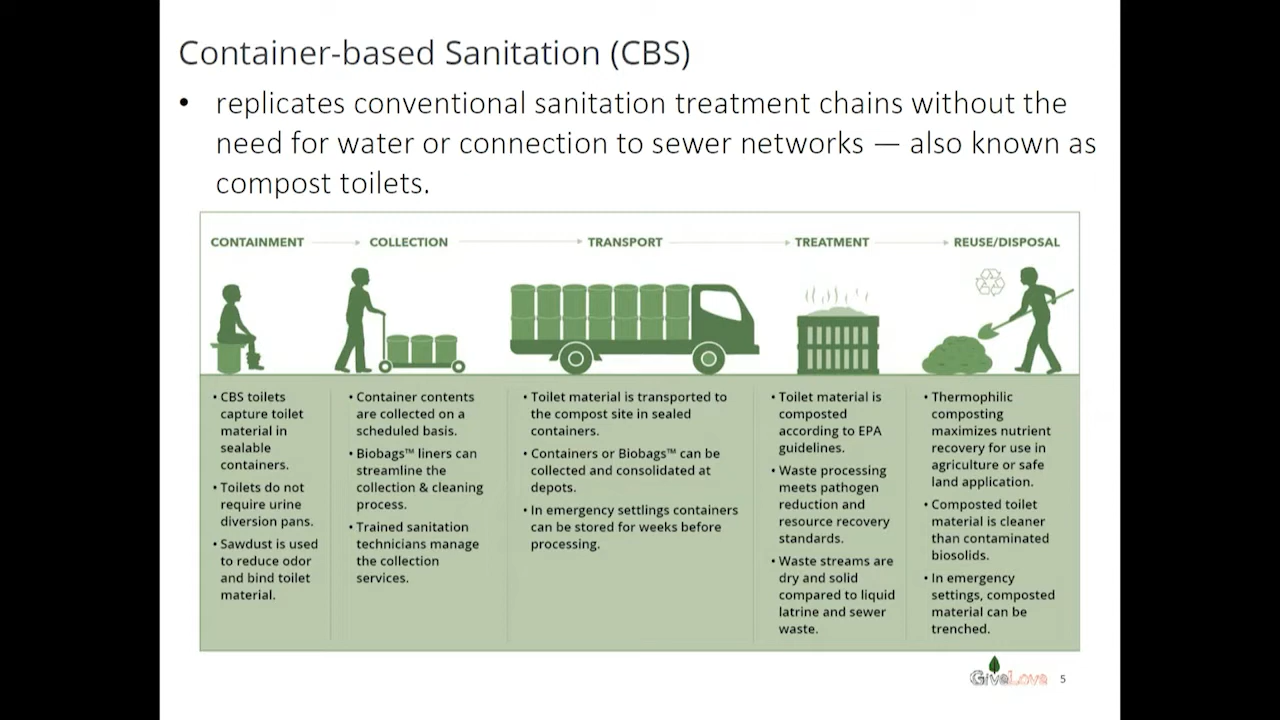 Container-based Sanitation (CBS)
• replicates conventional sanitation treatment chains without the
need for water or connection to sewer networks — also known as
compost toilets.
CONTAINMENT
COLLECTION
TRANSPORT
TREATMENT
REUSE/DISPOSAL
• CBS toilets
capture toilet
material in
sealable
containers.
• Toilets do not
require urine
diversion pans.
• Sawdust is used
to reduce odor
and bind toilet
material.
• Container contents
are collected on a
scheduled basis.
• Biobags™ liners can
streamline the
collection & cleaning
process.
• Trained sanitation
technicians manage
the collection
services.
• Toilet material is transported to
the compost site in sealed
containers.
• Containers or Biobags™ can be
collected and consolidated at
depots.
• In emergency settlings containers
can be stored for weeks before
processing.
• Toilet material is
composted
according to EPA
guidelines.
• Waste processing
meets pathogen
reduction and
resource recovery
standards.
• Waste streams are
dry and solid
compared to liquid
latrine and sewer
waste.
• Thermophilic
composting
maximizes nutrient
recovery for use in
agriculture or safe
land application.
• Composted toilet
material is cleaner
than contaminated
biosolids.
• In emergency
settings, composted
material can be
trenched.
GiveLove
5